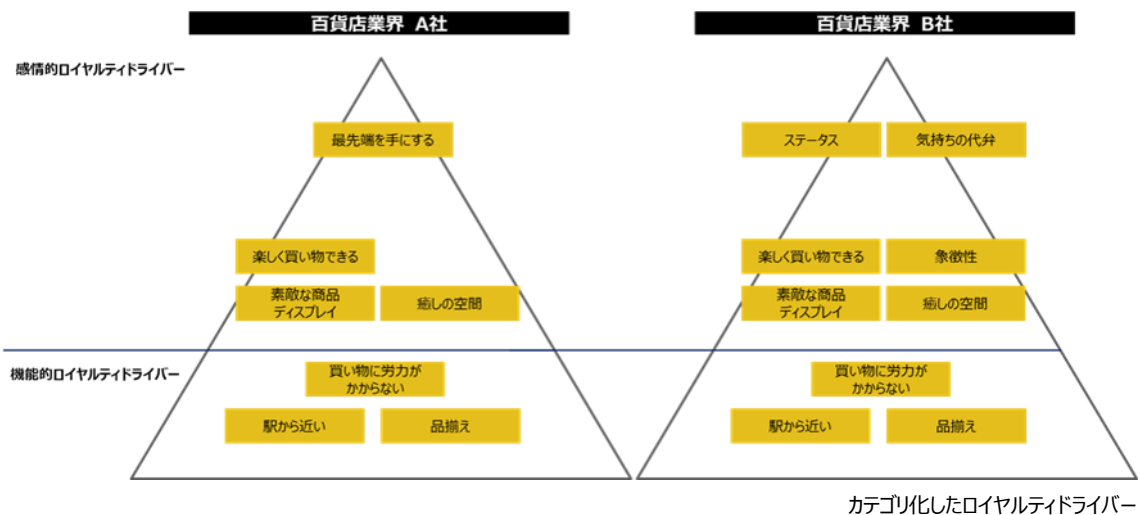 百貨店業界 A社
百貨店業界 B社
感情的ロイヤルティドライバー
最先端を手にする
ステータス
気持ちの代弁
楽しく買い物できる
楽しく買い物できる
象徴性
素敵な商品
ディスプレイ
癒しの空間
素敵な商品
ディスプレイ
癒しの空間
機能的ロイヤルティドライバー
買い物に労力が
かからない
買い物に労力が
かからない
駅から近い
品揃え
駅から近い
品揃え
カテゴリ化したロイヤルティドライバー